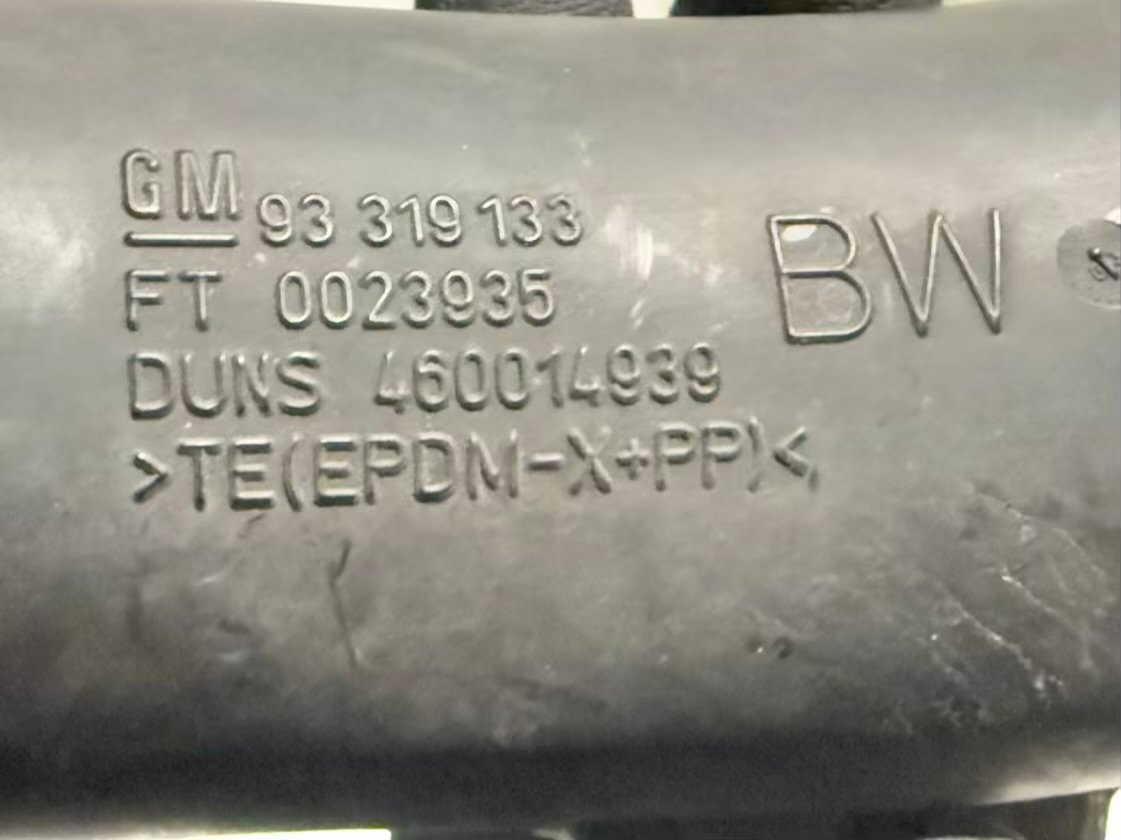 GM 93 319 133
FT 0023935
DUNS 460014939
>TE(EPDM-X+PP)<
BW